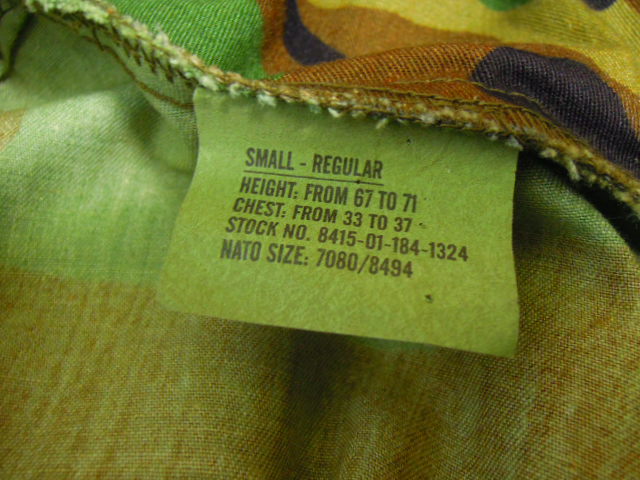 SMALL - REGULAR
HEIGHT: FROM 67 TO 71
CHEST: FROM 33 TO 37
STOCK NO. 8415-01-184-1324
NATO SIZE: 7080/8494